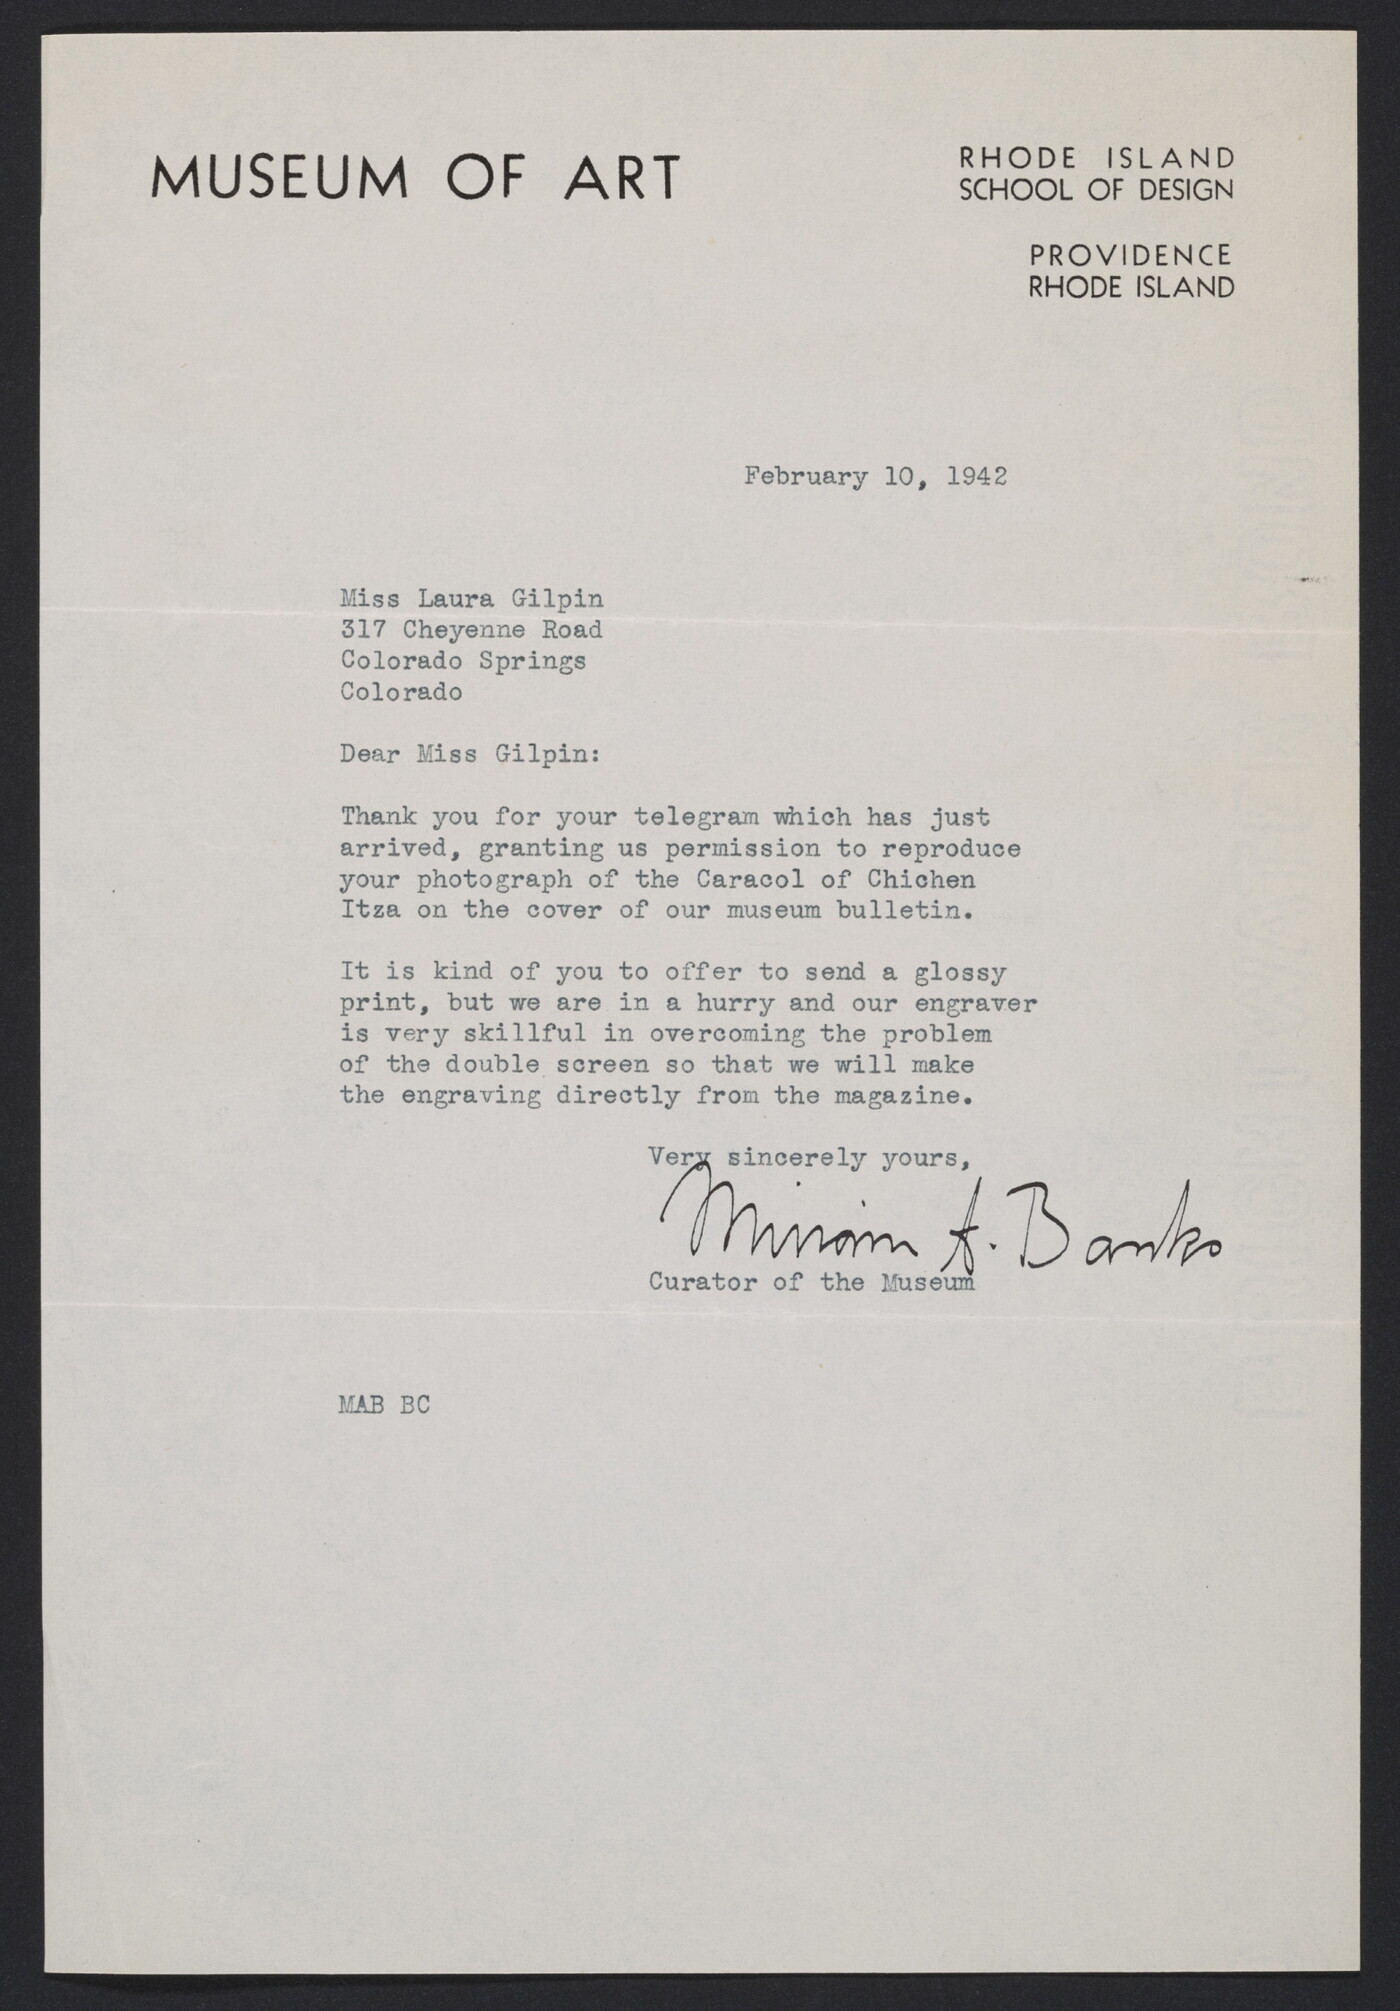 MUSEUM OF ART
RHODE ISLAND
SCHOOL OF DESIGN
PROVIDENCE
RHODE ISLAND
February 10, 1942
Miss Laura Gilpin
317 Cheyenne Road
Colorado Springs
Colorado
Dear Miss Gilpin:
Thank you for your telegram which has just
arrived, granting us permission to reproduce
your photograph of the Caracol of Chichen
Itza on the cover of our museum bulletin.
It is kind of you to offer to send a glossy
print, but we are in a hurry and our engraver
is very skillful in overcoming the problem
of the double screen so that we will make
the engraving directly from the magazine.
Very sincerely yours,
Miriam A. Banks
Curator of the Museum
MAB BC